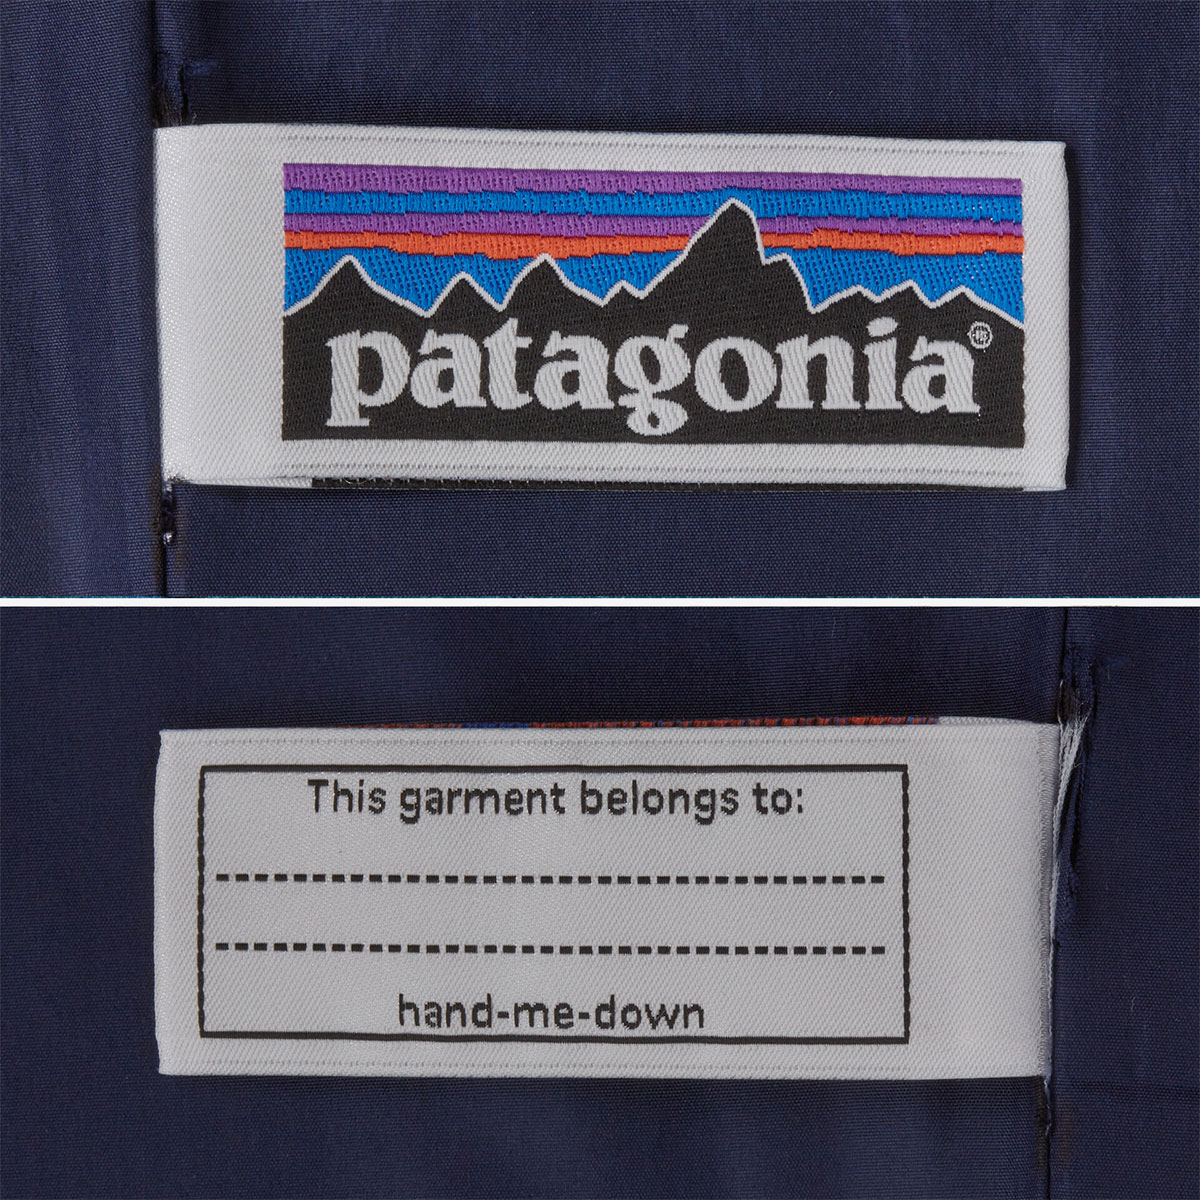 patagonia®
This garment belongs to:
hand-me-down